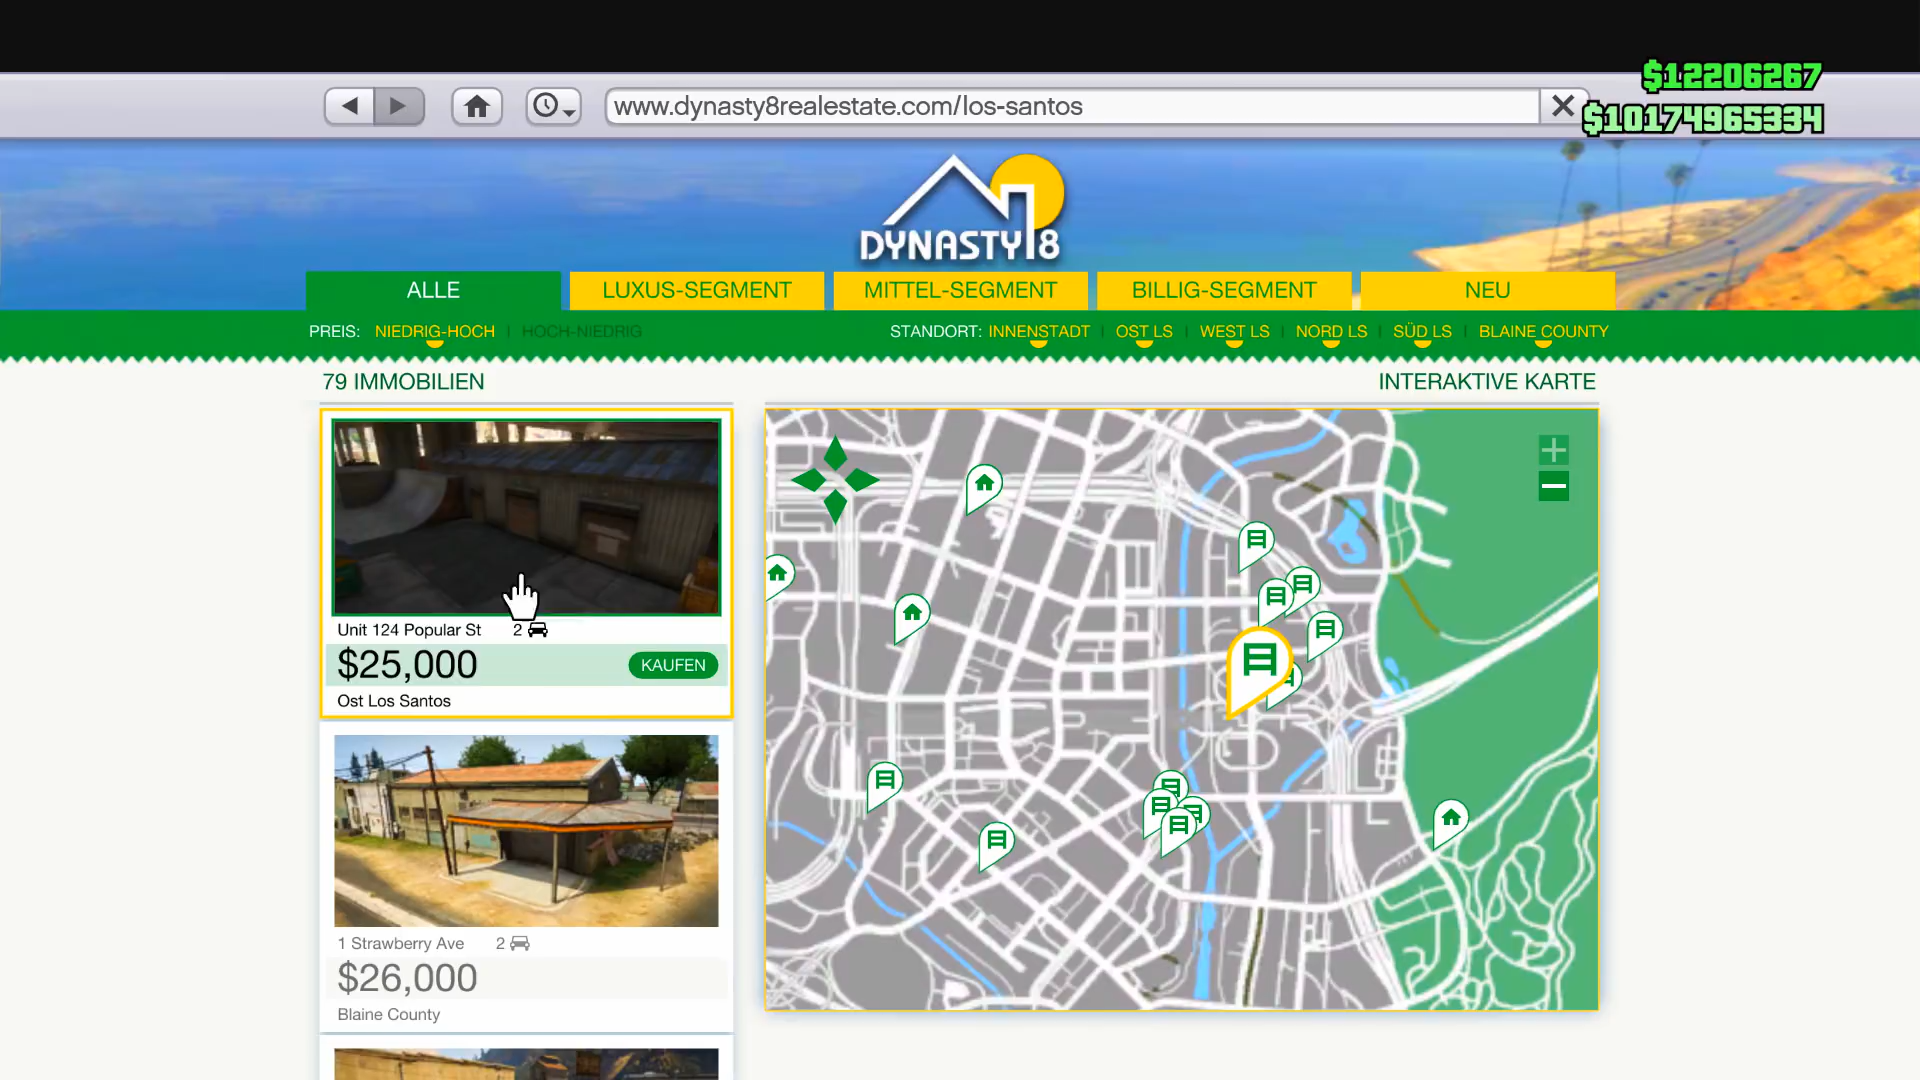 $12206267
www.dynasty8realestate.com/los-santos
$10174965334
DYNASTY 8
ALLE
LUXUS-SEGMENT
MITTEL-SEGMENT
BILLIG-SEGMENT
NEU
PREIS: NIEDRIG-HOCH | HOCH-NIEDRIG
STANDORT: INNENSTADT | OST LS | WEST LS | NORD LS | SÜD LS | BLAINE COUNTY
79 IMMOBILIEN
INTERAKTIVE KARTE
Unit 124 Popular St 2
$25,000
KAUFEN
Ost Los Santos
1 Strawberry Ave 2
$26,000
Blaine County